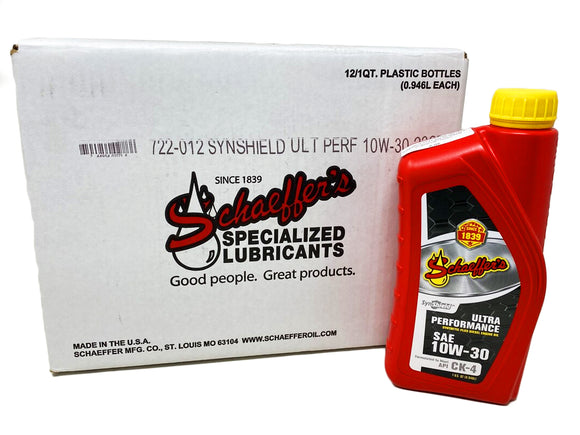 12/1QT. PLASTIC BOTTLES
(0.946L EACH)
722-012 SYNSHIELD ULT PERF 10W-30
SINCE 1839
Schaeffer's
SPECIALIZED
LUBRICANTS
Good people. Great products.
MADE IN THE U.S.A.
SCHAEFFER MFG. CO., ST. LOUIS MO 63104 WWW.SCHAEFFEROIL.COM
SINCE
1839
Schaeffer's
ULTRA
PERFORMANCE
SAE
10W-30
API CK-4